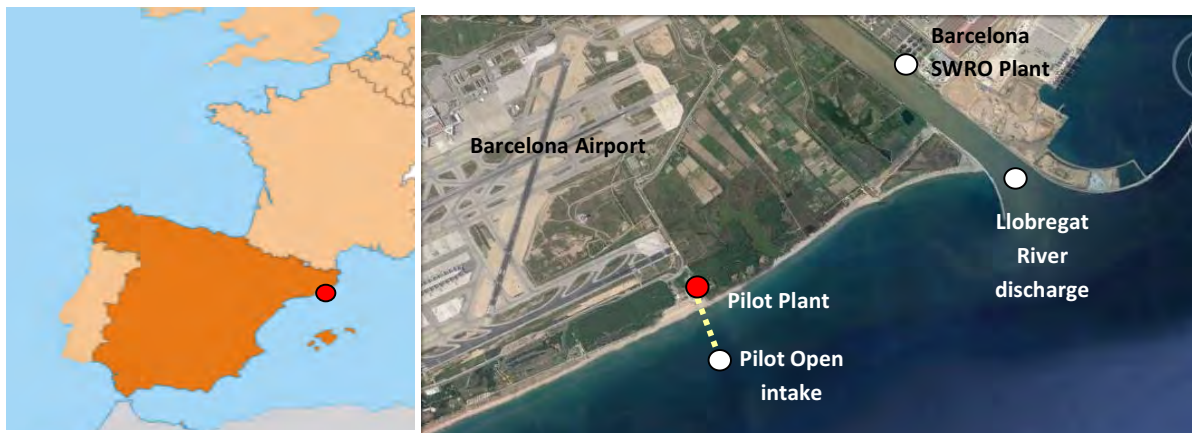 Barcelona
SWRO Plant
Barcelona Airport
Llobregat
River
discharge
Pilot Plant
Pilot Open
intake